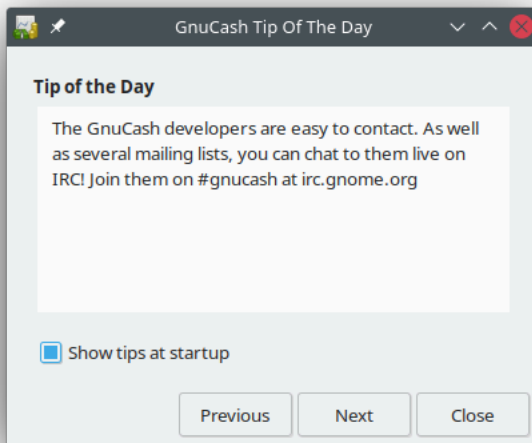 GnuCash Tip Of The Day
Tip of the Day
The GnuCash developers are easy to contact. As well
as several mailing lists, you can chat to them live on
IRC! Join them on #gnucash at irc.gnome.org
Show tips at startup
Previous Next Close